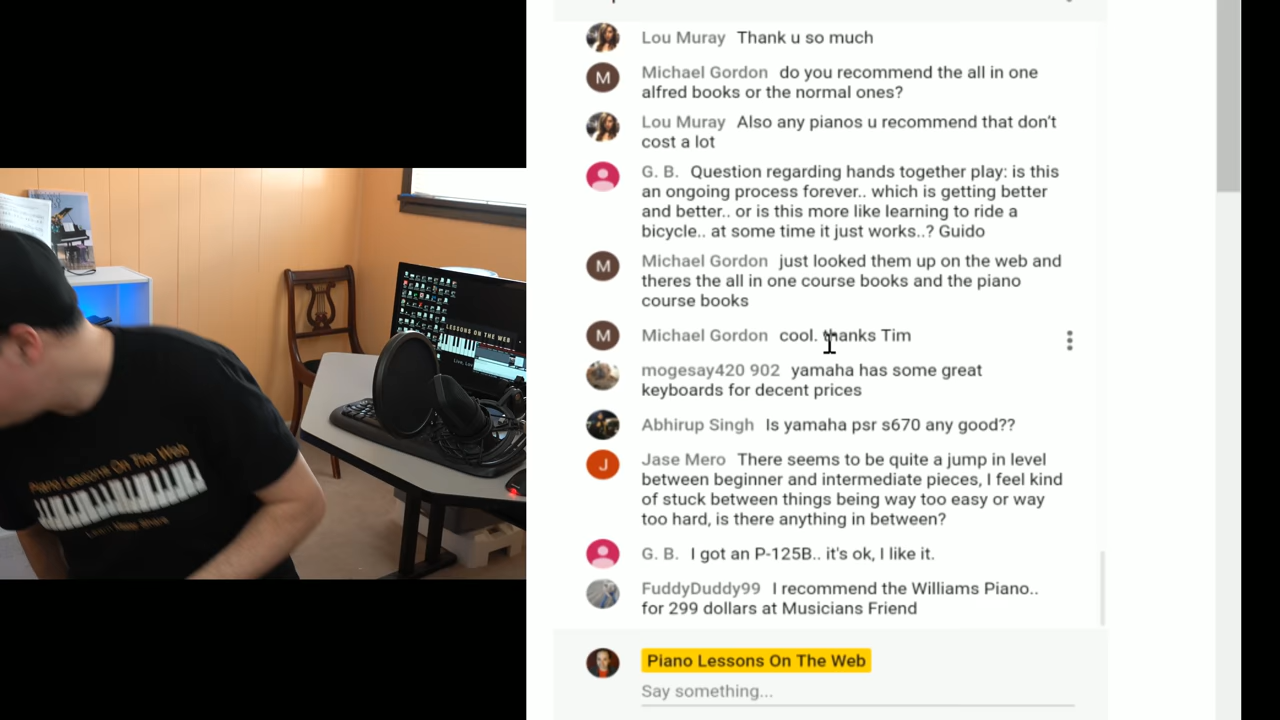 Lou Muray Thank u so much
Michael Gordon do you recommend the all in one
alfred books or the normal ones?
Lou Muray Also any pianos u recommend that don't
cost a lot
G. B. Question regarding hands together play: is this
an ongoing process forever.. which is getting better
and better.. or is this more like learning to ride a
bicycle.. at some time it just works..? Guido
Michael Gordon just looked them up on the web and
theres the all in one course books and the piano
course books
Michael Gordon cool. thanks Tim
mogesay420 902 yamaha has some great
keyboards for decent prices
Abhirup Singh Is yamaha psr s670 any good??
Jase Mero There seems to be quite a jump in level
between beginner and intermediate pieces, I feel kind
of stuck between things being way too easy or way
too hard, is there anything in between?
G. B. I got an P-125B.. it's ok, I like it.
FuddyDuddy99 I recommend the Williams Piano..
for 299 dollars at Musicians Friend
Piano Lessons On The Web
Say something...
M
M
M
J
LESSONS ON THE WEB
Piano Lessons On The Web